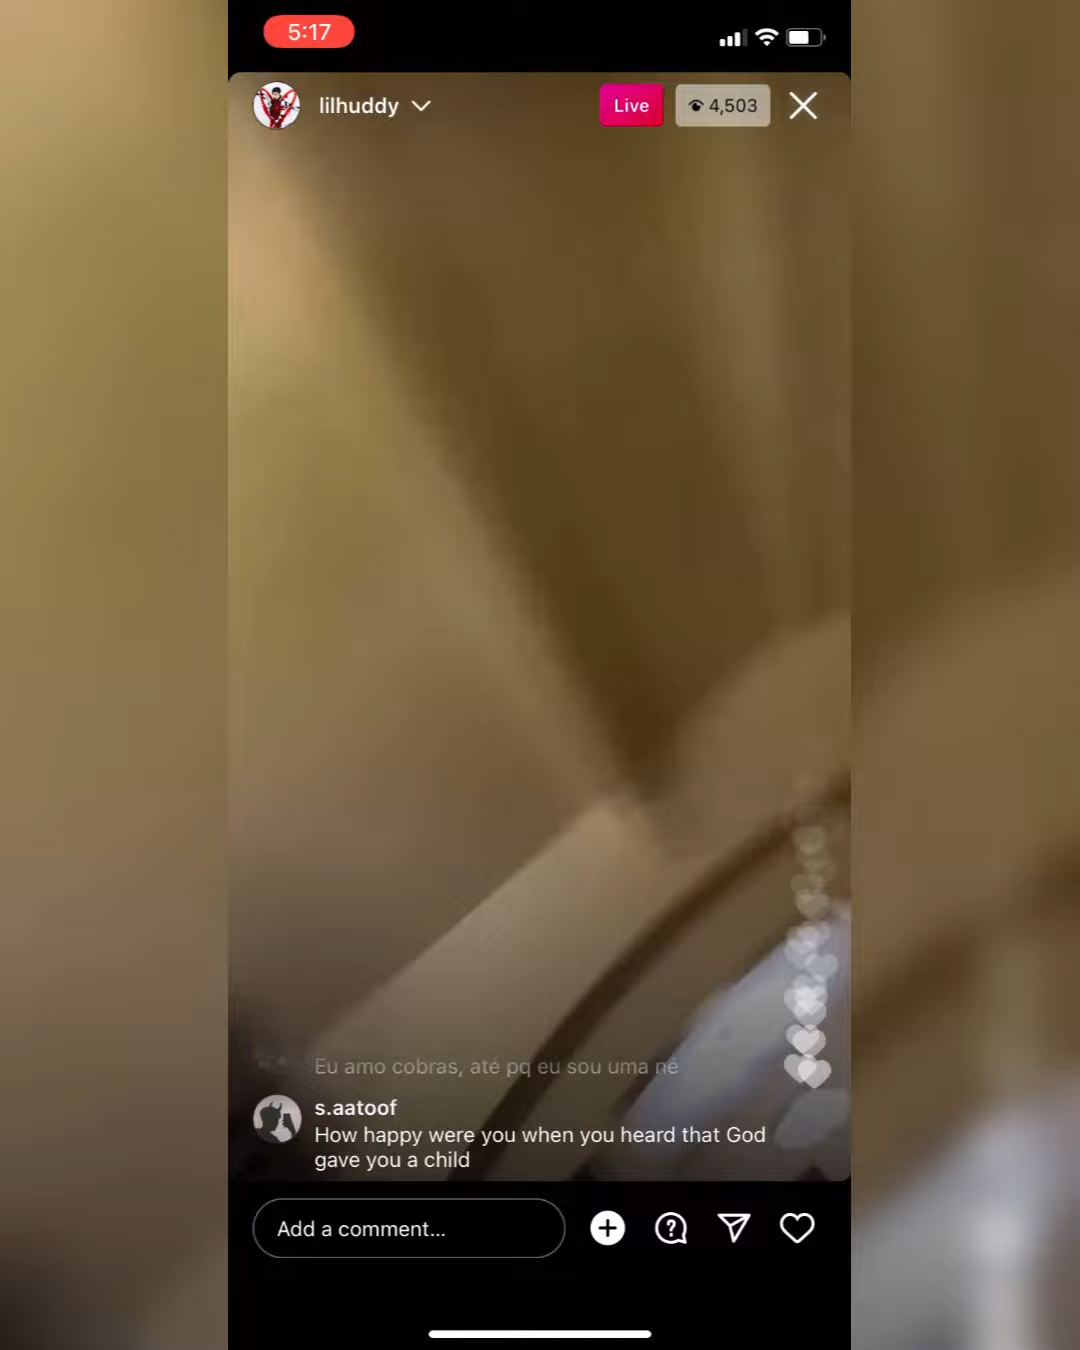 5:17
lilhuddy
Live
4,503
Eu amo cobras, até pq eu sou uma né
s.aatoof
How happy were you when you heard that God
gave you a child
Add a comment...